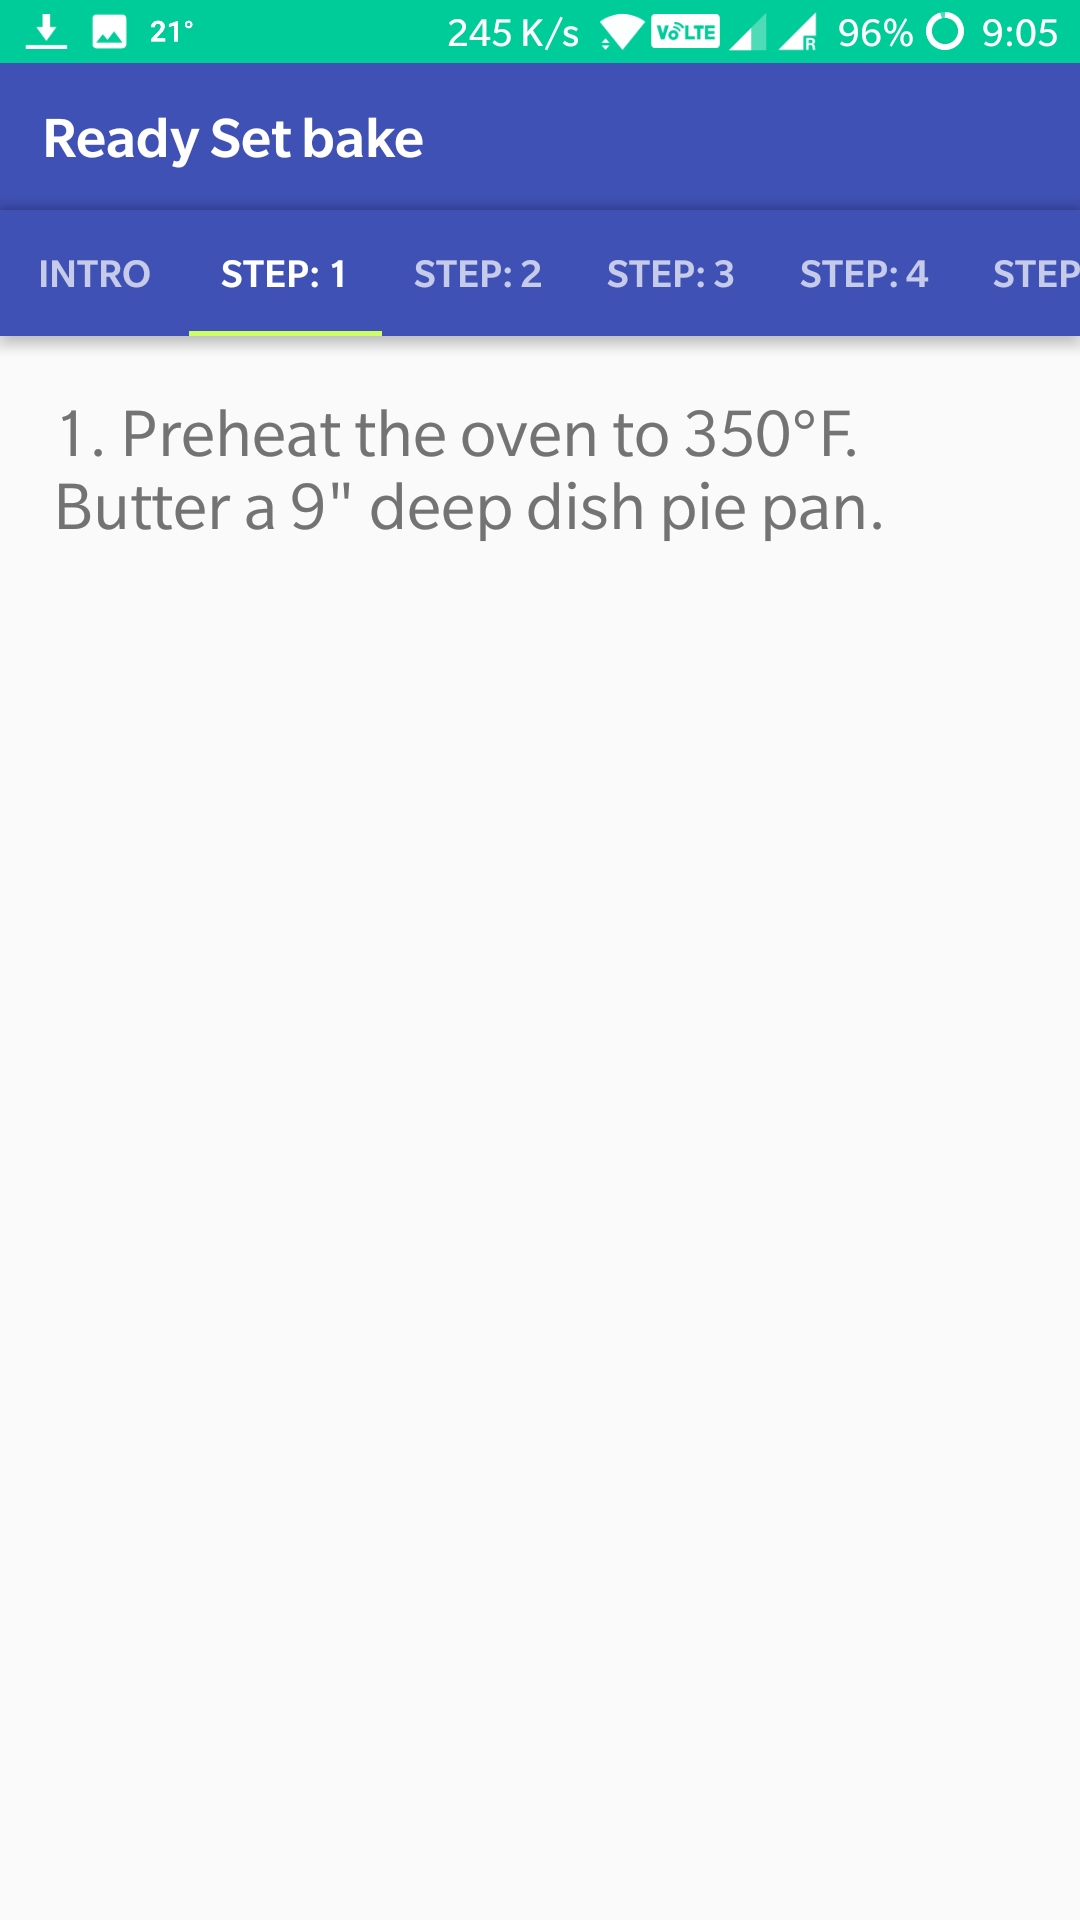 21° 245 K/s VoLTE R 96% 9:05
Ready Set bake
INTRO STEP: 1 STEP: 2 STEP: 3 STEP: 4 STEP
1. Preheat the oven to 350°F.
Butter a 9" deep dish pie pan.